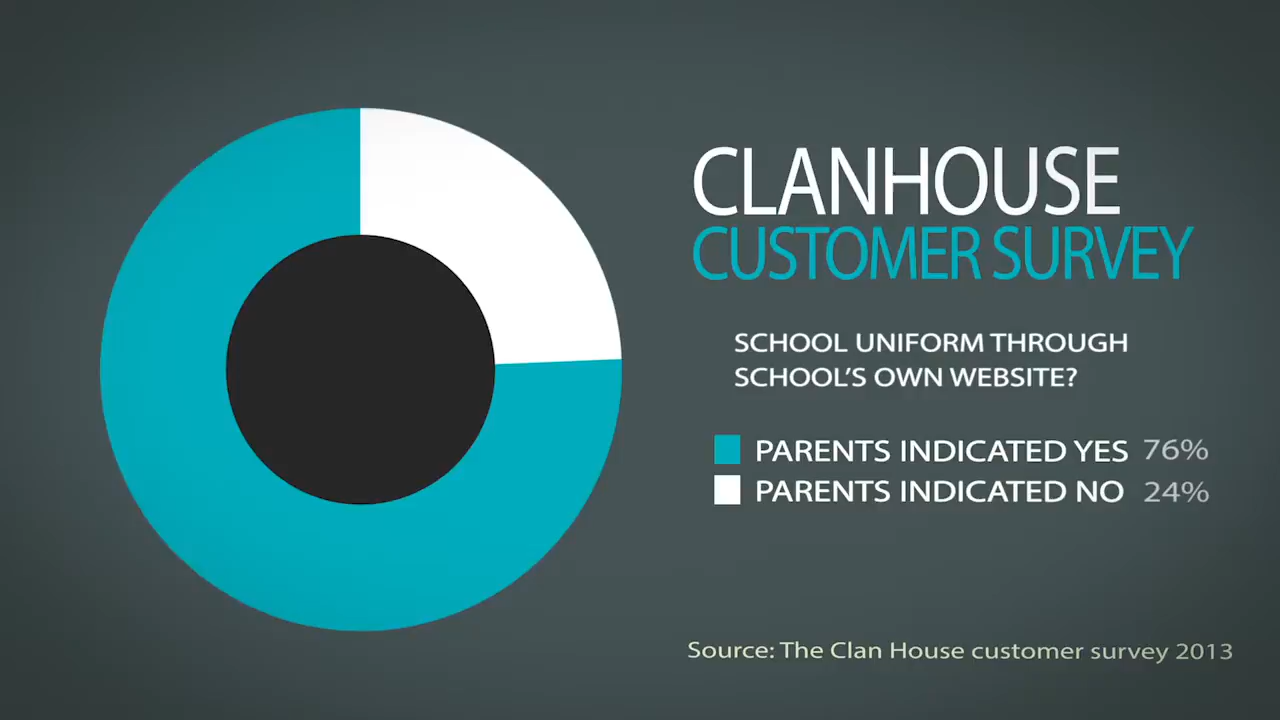 CLANHOUSE
CUSTOMER SURVEY
SCHOOL UNIFORM THROUGH
SCHOOL'S OWN WEBSITE?
PARENTS INDICATED YES 76%
PARENTS INDICATED NO 24%
Source: The Clan House customer survey 2013